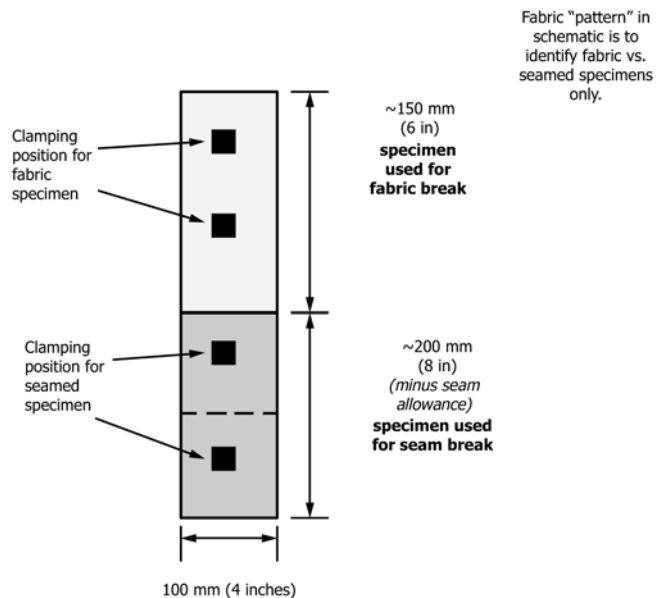 Fabric “pattern” in
schematic is to
identify fabric vs.
seamed specimens
only.
Clamping
position for
fabric
specimen
~150 mm
(6 in)
specimen
used for
fabric break
Clamping
position for
seamed
specimen
~200 mm
(8 in)
(minus seam
allowance)
specimen used
for seam break
100 mm (4 inches)